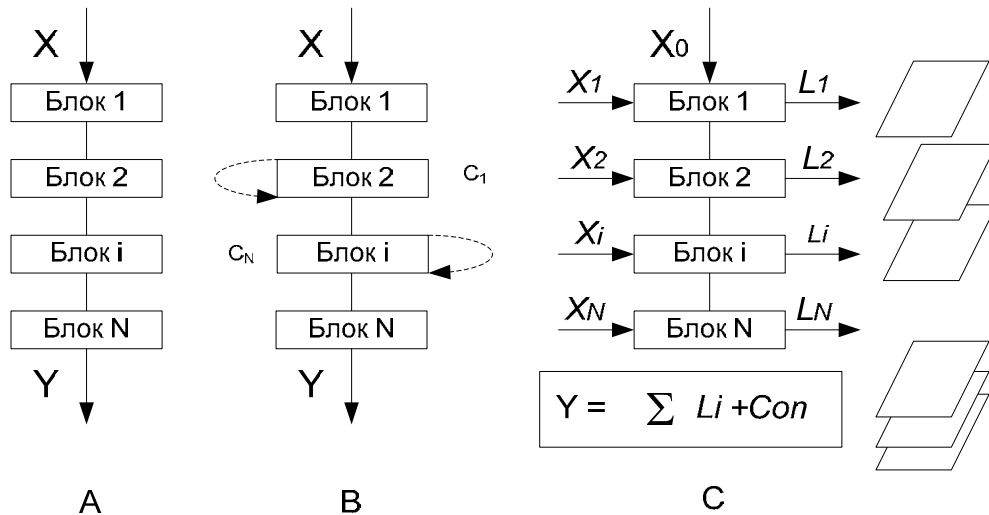 X
Блок 1
Блок 2
Блок i
Блок N
Y
A
X
Блок 1
Блок 2
C1
CN
Блок i
Блок N
Y
B
X0
X1
Блок 1
L1
X2
Блок 2
L2
Xi
Блок i
Li
XN
Блок N
LN
Y = ∑ Li +Con
C